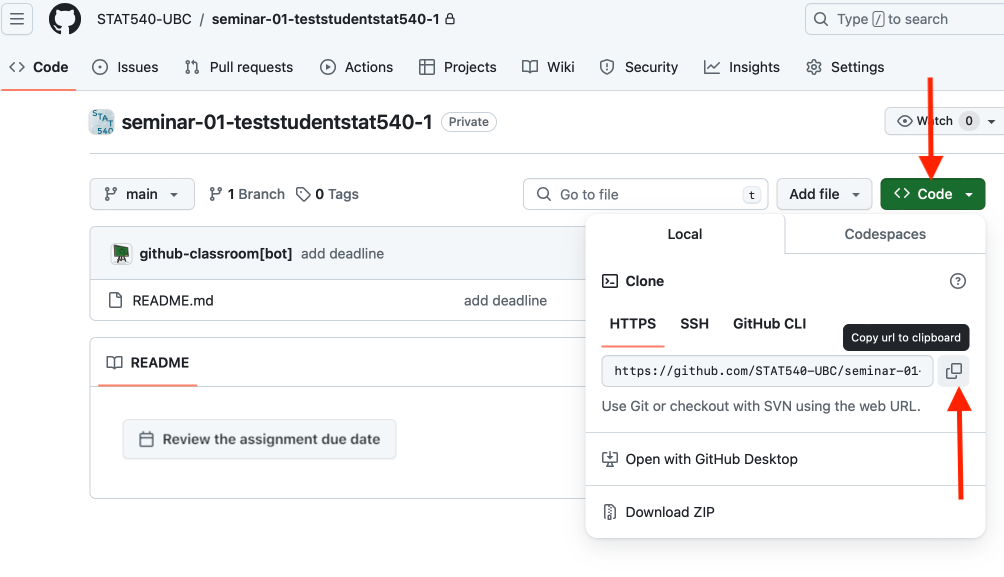 STAT540-UBC / seminar-01-teststudentstat540-1
Type / to search
Code Issues Pull requests Actions Projects Wiki Security Insights Settings
STAT 540
seminar-01-teststudentstat540-1 Private
Watch 0
main 1 Branch 0 Tags Go to file t Add file Code
Local Codespaces
github-classroom[bot] add deadline
Clone
README.md add deadline
HTTPS SSH GitHub CLI
Copy url to clipboard
README
https://github.com/STAT540-UBC/seminar-01-
Use Git or checkout with SVN using the web URL.
Review the assignment due date
Open with GitHub Desktop
Download ZIP